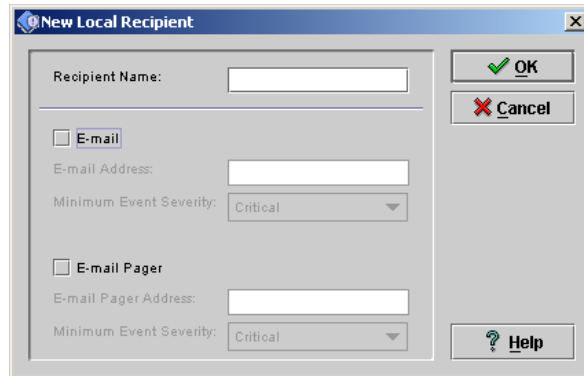 New Local Recipient
Recipient Name:
OK
Cancel
E-mail
E-mail Address:
Minimum Event Severity: Critical
E-mail Pager
E-mail Pager Address:
Minimum Event Severity: Critical
Help